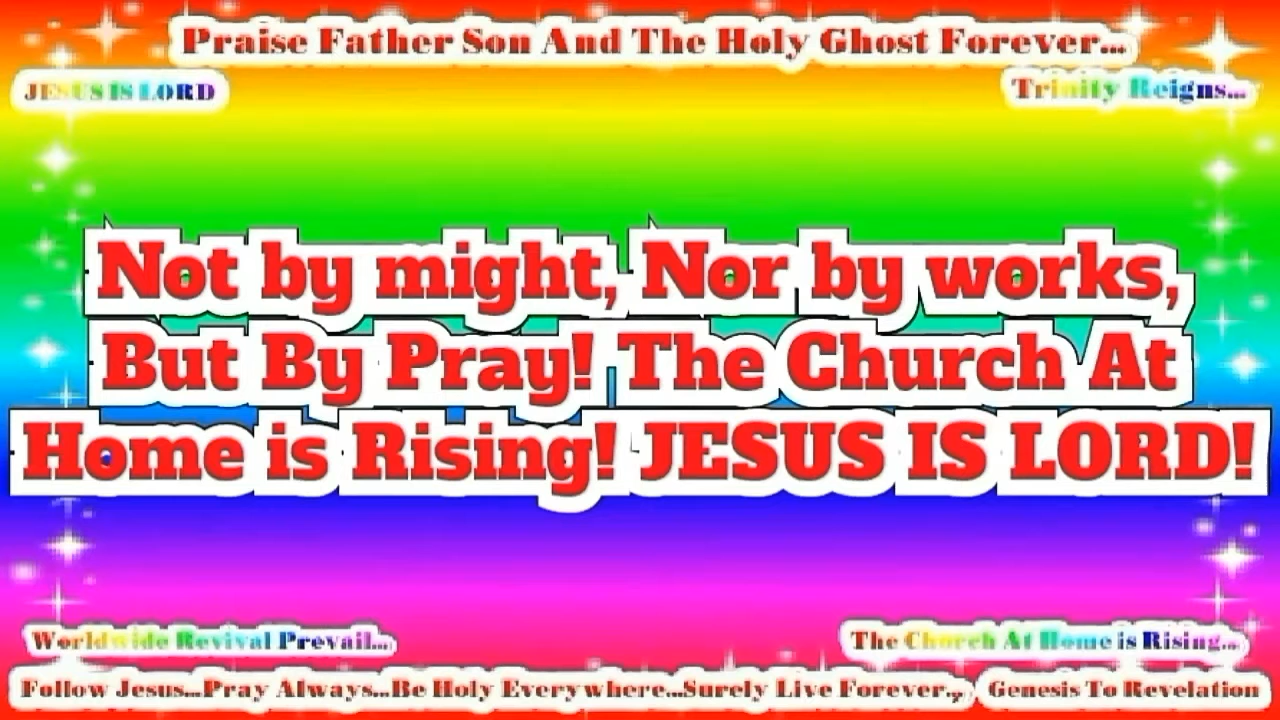 Praise Father Son And The Holy Ghost Forever...
JESUS IS LORD
Trinity Reigns...
Not by might, Nor by works,
But By Pray! The Church At
Home is Rising! JESUS IS LORD!
Worldwide Revival Prevail...
The Church At Home is Rising...
Follow Jesus...Pray Always...Be Holy Everywhere...Surely Live Forever..,
Genesis To Revelation